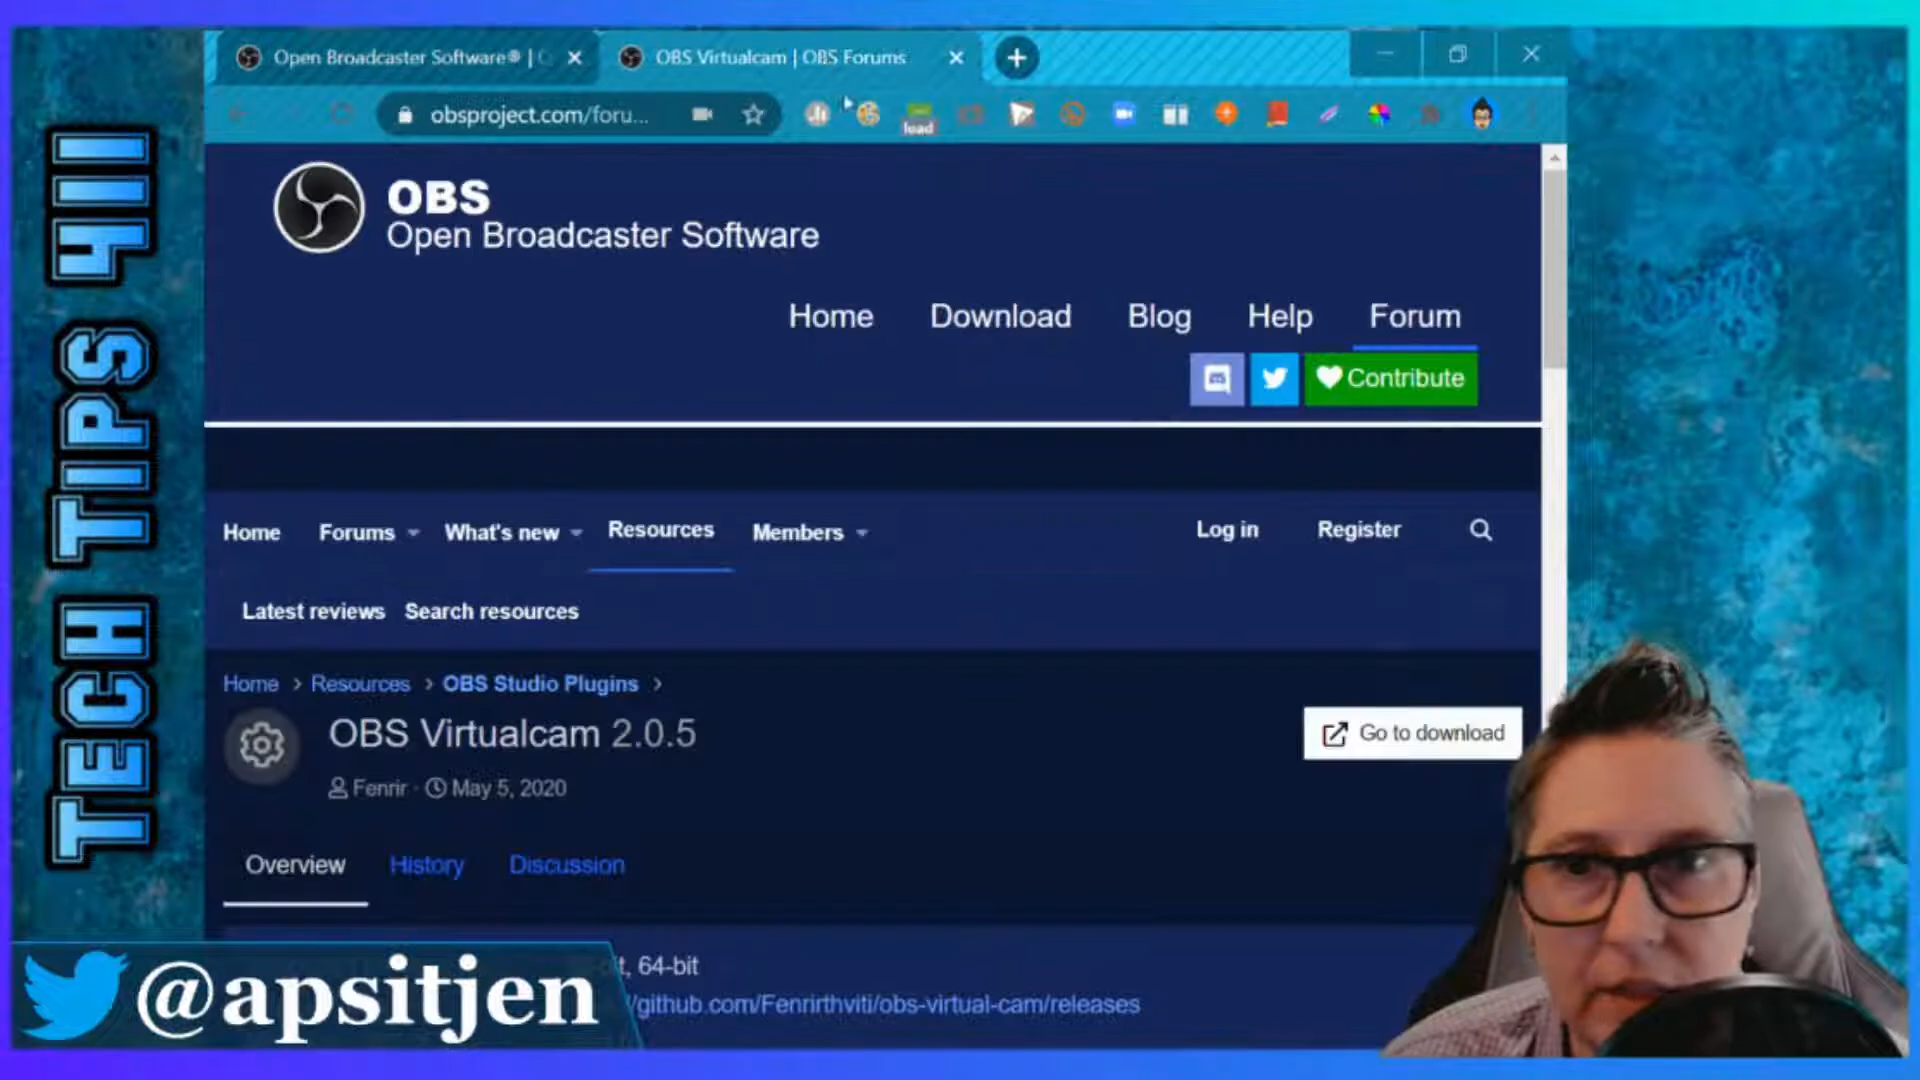 TECH TIPS 411
Open Broadcaster Software® |
OBS Virtualcam | OBS Forums
obsproject.com/foru...
load
OBS
Open Broadcaster Software
Home Download Blog Help Forum
Contribute
Home Forums What's new Resources Members Log in Register
Latest reviews Search resources
Home > Resources > OBS Studio Plugins >
OBS Virtualcam 2.0.5
Go to download
Fenrir · May 5, 2020
Overview History Discussion
t, 64-bit
/github.com/Fenrirthviti/obs-virtual-cam/releases
@apsitjen